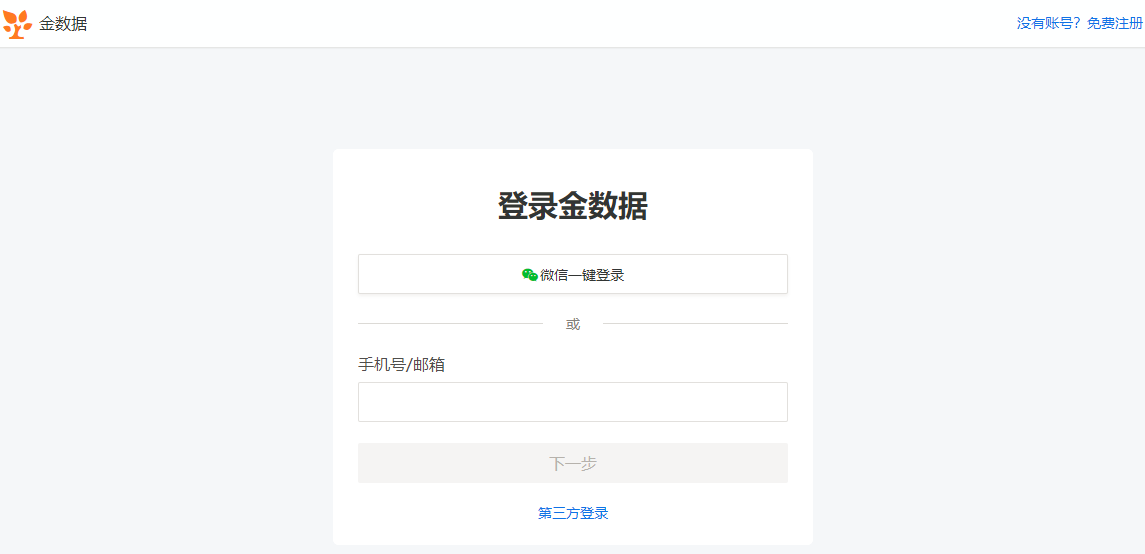 金数据
没有账号？免费注册
登录金数据
微信一键登录
或
手机号/邮箱
下一步
第三方登录